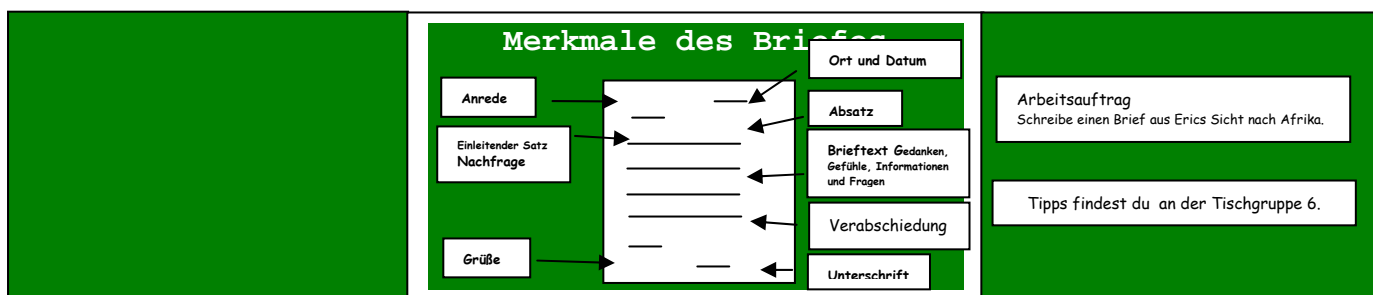 Merkmale des Briefes
Ort und Datum
Anrede
Absatz
Einleitender Satz
Nachfrage
Brieftext Gedanken,
Gefühle, Informationen
und Fragen
Verabschiedung
Grüße
Unterschrift
Arbeitsauftrag
Schreibe einen Brief aus Erics Sicht nach Afrika.
Tipps findest du an der Tischgruppe 6.